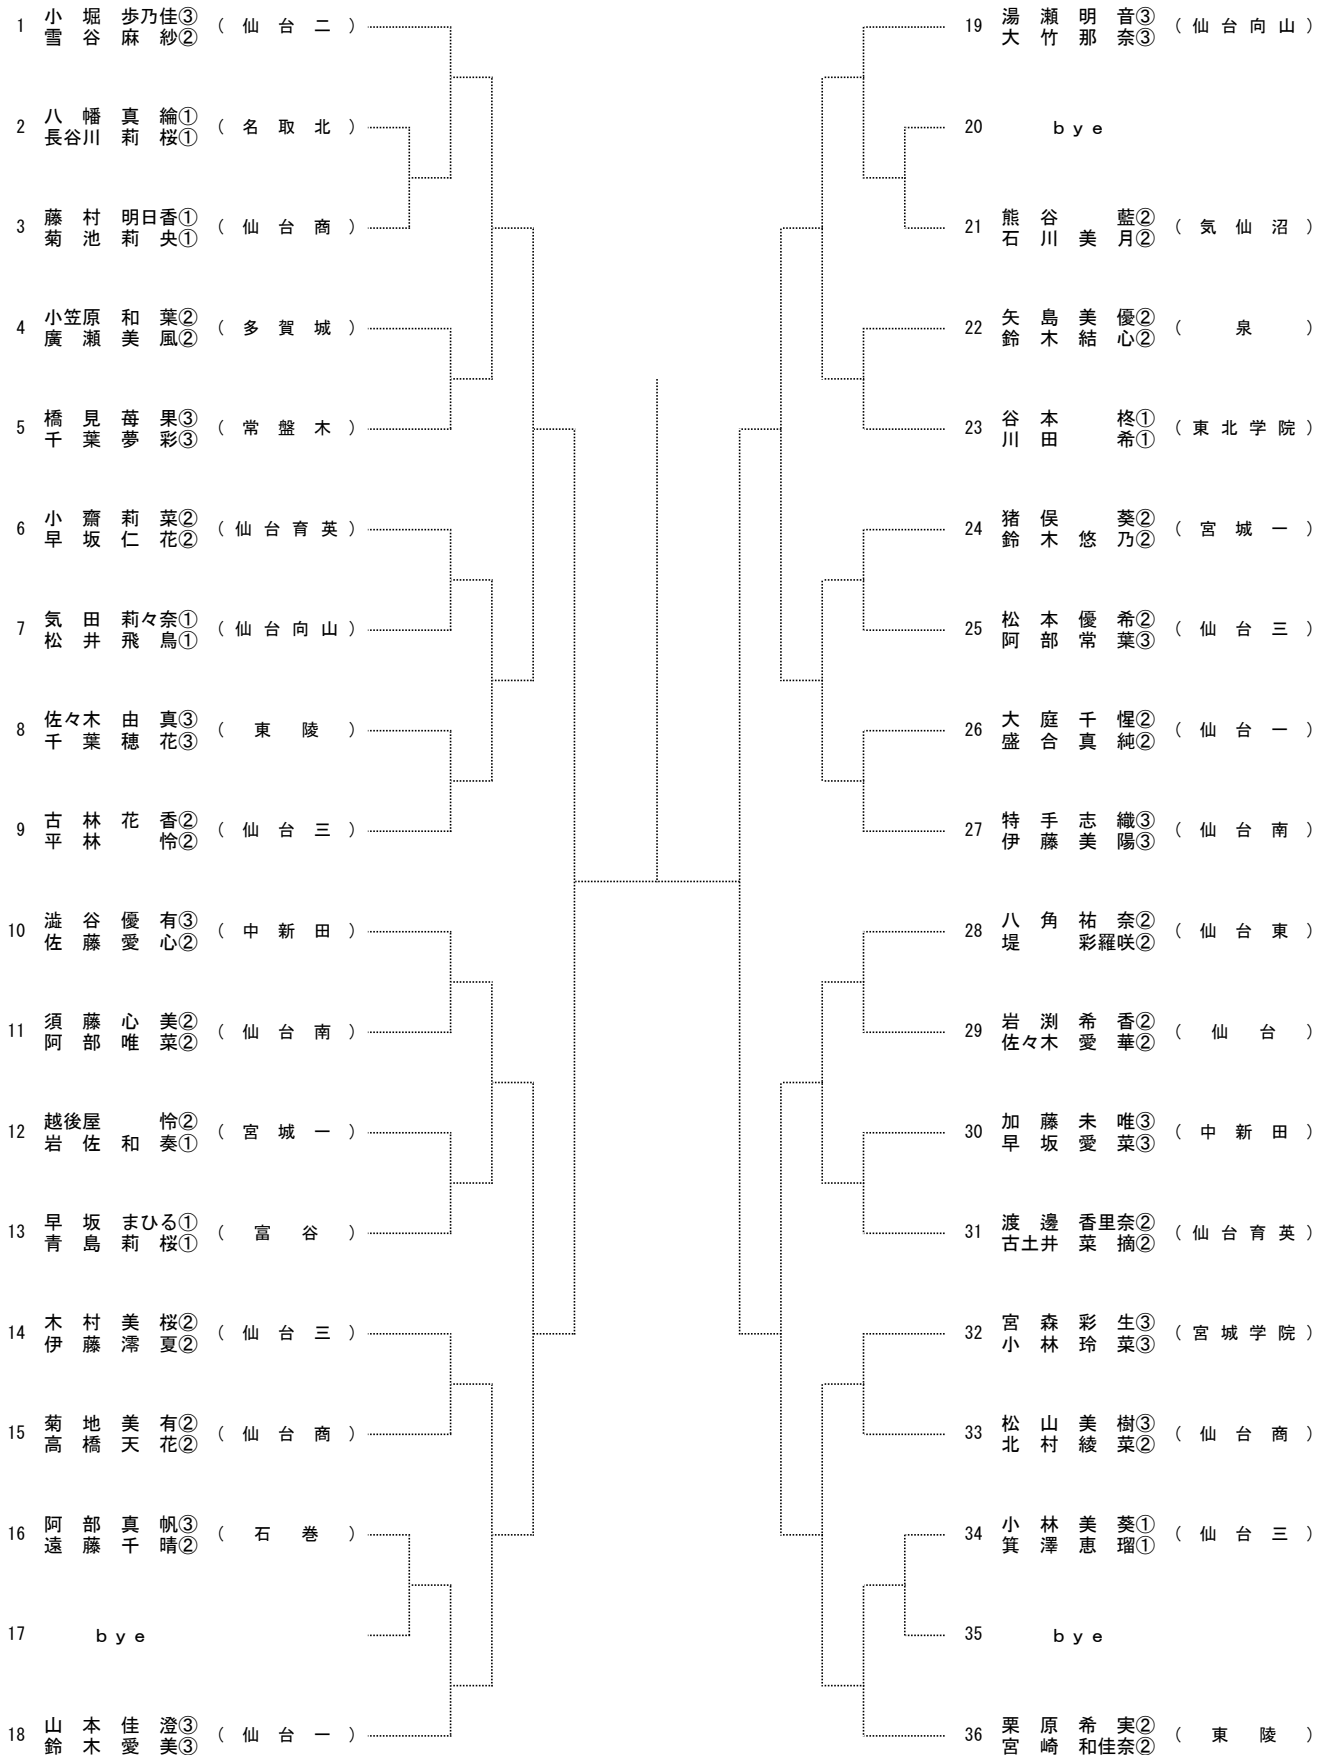 1 小堀 歩乃佳③ (仙台二)
雪谷 麻紗②
2 八幡 真綸① (名取北)
長谷川 莉桜①
3 藤村 明日香① (仙台商)
菊池 莉央①
4 小笠原 和葉② (多賀城)
廣瀬 美風②
5 橋見 苺果③ (常盤木)
千葉 夢彩③
6 小齋 莉菜② (仙台育英)
早坂 仁花②
7 気田 莉々奈① (仙台向山)
松井 飛鳥①
8 佐々木 由真③ (東陵)
千葉 穂花③
9 古林 花香② (仙台三)
平林 怜②
10 澁谷 優有③ (中新田)
佐藤 愛心②
11 須藤 心美② (仙台南)
阿部 唯菜②
12 越後屋 怜② (宮城一)
岩佐 和奏①
13 早坂 まひる① (富谷)
青島 莉桜①
14 木村 美桜② (仙台三)
伊藤 澪夏②
15 菊地 美有② (仙台商)
高橋 天花②
16 阿部 真帆③ (石巻)
遠藤 千晴②
17 bye
18 山本 佳澄③ (仙台一)
鈴木 愛美③
19 湯瀬 明音③ (仙台向山)
大竹 那奈③
20 bye
21 熊谷 藍② (気仙沼)
石川 美月②
22 矢島 美優② (泉)
鈴木 結心②
23 谷本 柊① (東北学院)
川田 希①
24 猪俣 葵② (宮城一)
鈴木 悠乃②
25 松本 優希② (仙台三)
阿部 常葉③
26 大庭 千惺② (仙台一)
盛合 真純②
27 特手 志織③ (仙台南)
伊藤 美陽③
28 八角 祐奈② (仙台東)
堤 彩羅咲②
29 岩渕 希香② (仙台)
佐々木 愛華②
30 加藤 未唯③ (中新田)
早坂 愛菜③
31 渡邊 香里奈② (仙台育英)
古土井 菜摘②
32 宮森 彩生③ (宮城学院)
小林 玲菜③
33 松山 美樹③ (仙台商)
北村 綾菜②
34 小林 美葵① (仙台三)
箕澤 恵瑠①
35 bye
36 栗原 希実② (東陵)
宮崎 和佳奈②